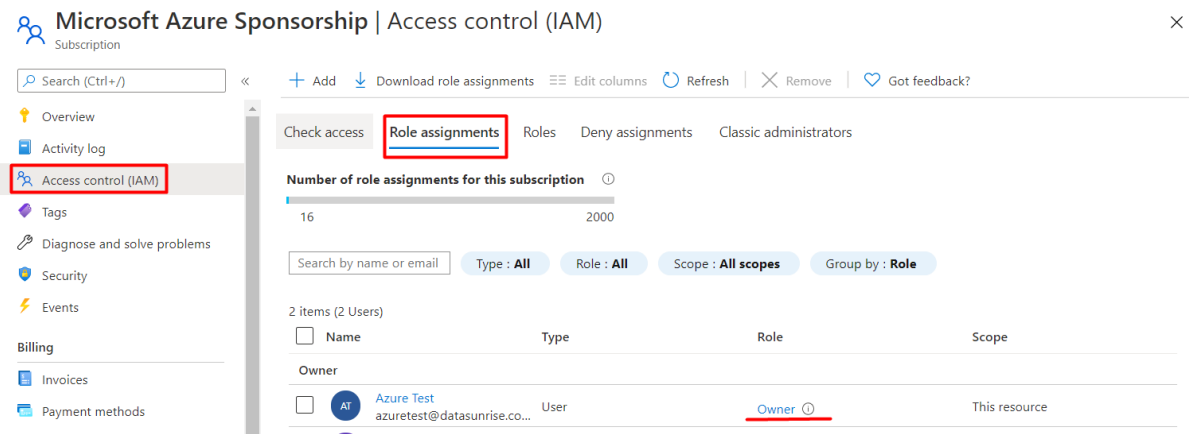 Microsoft Azure Sponsorship | Access control (IAM)
Subscription
Search (Ctrl+/)
«
Add
Download role assignments
Edit columns
Refresh
Remove
Got feedback?
Overview
Activity log
Access control (IAM)
Tags
Diagnose and solve problems
Security
Events
Billing
Invoices
Payment methods
Check access
Role assignments
Roles
Deny assignments
Classic administrators
Number of role assignments for this subscription
16 2000
Search by name or email
Type : All
Role : All
Scope : All scopes
Group by : Role
2 items (2 Users)
Name Type Role Scope
Owner
AT
Azure Test
azuretest@datasunrise.co...
User
Owner
This resource